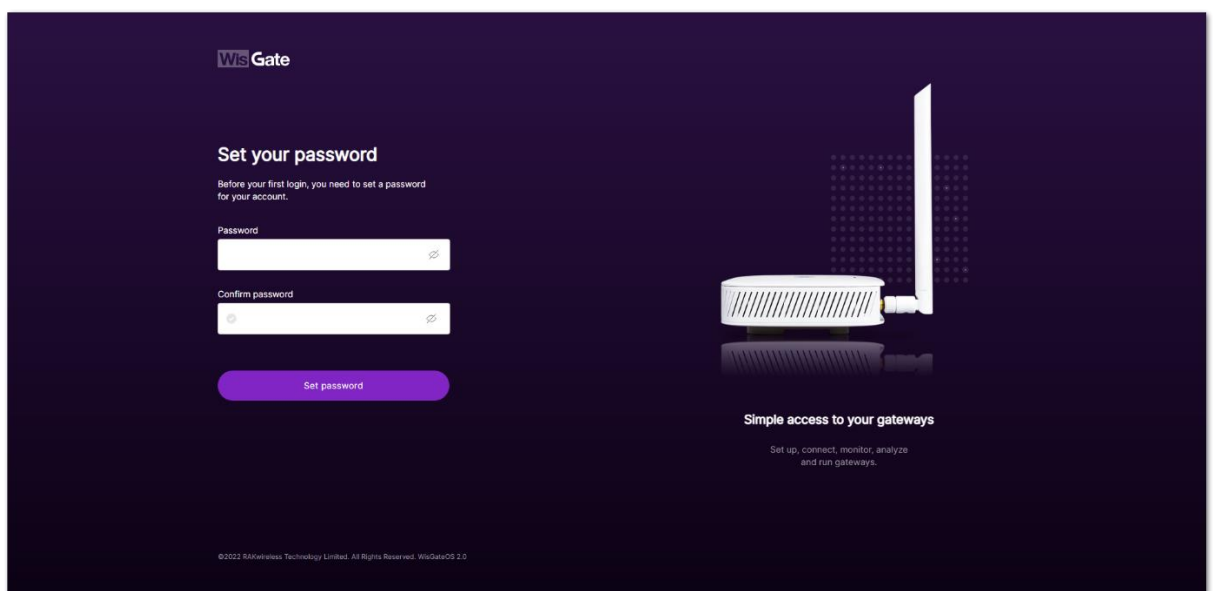 WisGate
Set your password
Before your first login, you need to set a password
for your account.
Password
Confirm password
Set password
Simple access to your gateways
Set up, connect, monitor, analyze
and run gateways.
©2022 RAKwireless Technology Limited. All Rights Reserved. WisGateOS 2.0